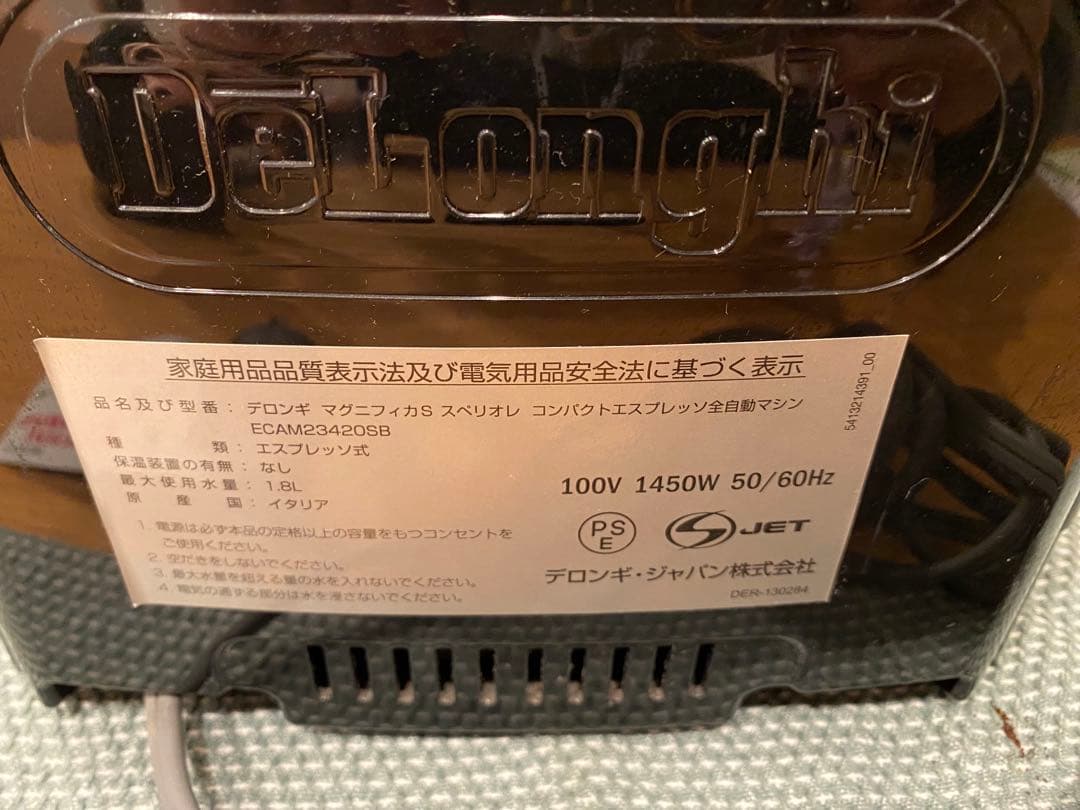 DeLonghi
家庭用品品質表示法及び電気用品安全法に基づく表示
品名及び型番： デロンギ マグニフィカS スペリオレ コンパクトエスプレッソ全自動マシン
ECAM23420SB
種類： エスプレッソ式
保温装置の有無： なし
最大使用水量： 1.8L
原産国： イタリア
1. 電源は必ず本品の定格以上の容量をもつコンセントを
ご使用ください。
2. 空だきをしないでください。
3. 最大水量を超える量の水を入れないでください。
4. 電気の通ずる部分は水を浸さないでください。
100V 1450W 50/60Hz
PS
E
S JET
デロンギ・ジャパン株式会社
DER-130284
5413214391_00